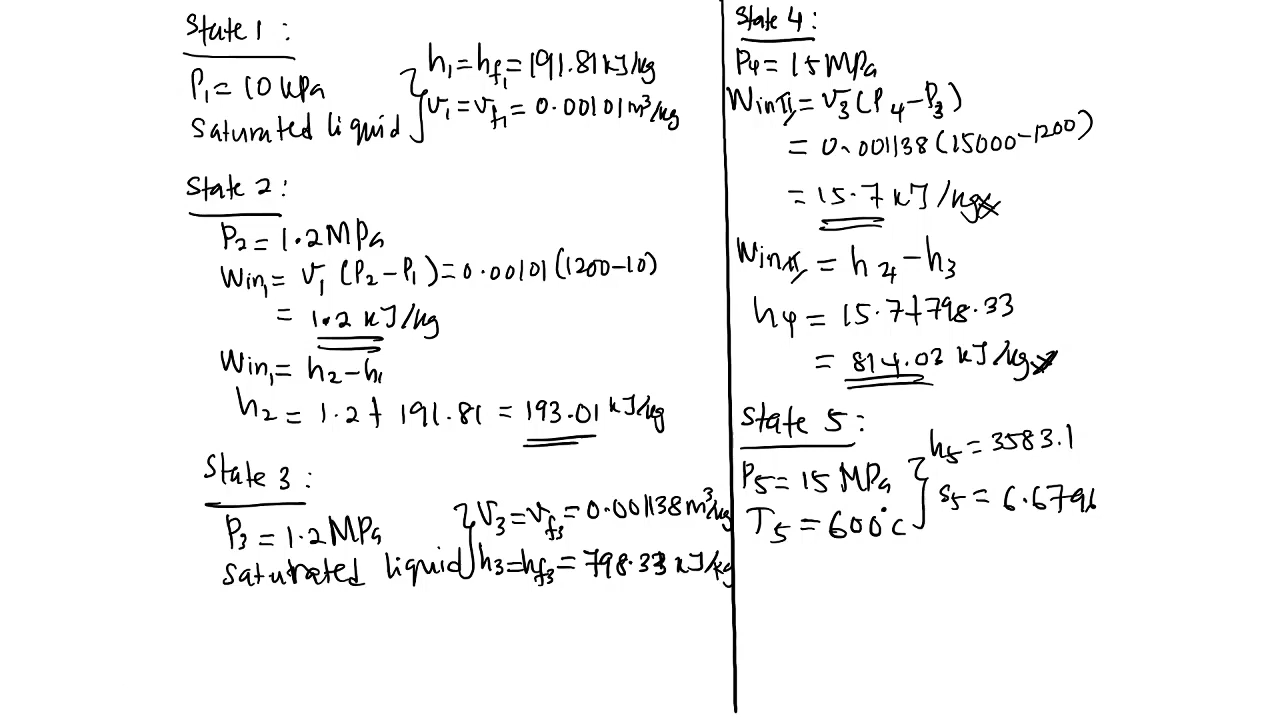 State 1 :
P₁ = 10 kPa
saturated liquid
h₁ = hf₁ = 191.81 kJ/kg
v₁ = vf₁ = 0.00101 m³/kg
State 2 :
P₂ = 1.2 MPa
Win₁ = v₁ (P₂ - P₁) = 0.00101 (1200-10)
= 1.2 kJ/kg
Win₁ = h₂ - h₁
h₂ = 1.2 + 191.81 = 193.01 kJ/kg
State 3 :
P₃ = 1.2 MPa
saturated liquid
v₃ = vf₃ = 0.001138 m³/kg
h₃ = hf₃ = 798.33 kJ/kg
State 4 :
P₄ = 15 MPa
Win II = v₃ (P₄ - P₃)
= 0.001138 (15000 - 1200)
= 15.7 kJ/kg
Win II = h₄ - h₃
h₄ = 15.7 + 798.33
= 814.03 kJ/kg
State 5 :
P₅ = 15 MPa
T₅ = 600°C
h₅ = 3583.1
s₅ = 6.6796